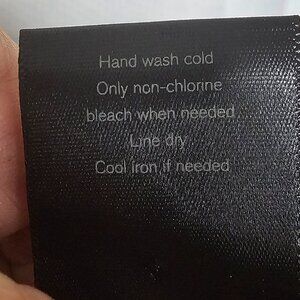 Hand wash cold
Only non-chlorine
bleach when needed
Line dry
Cool iron if needed